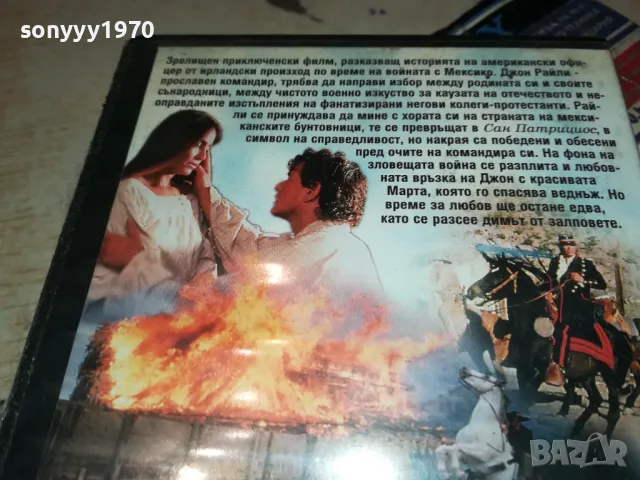 sonyyy1970
Зрелищен приключенски филм, разказващ историята на американски офи-
цер от ирландски произход по време на войната с Мексико. Джон Райли -
прославен командир, трябва да направи избор между родината си и своите
сънародници, между чистото военно изкуство за каузата на отечеството и не-
оправданите изстъпления на фанатизирани негови колеги-протестанти. Рай-
ли се принуждава да мине с хората си на страната на мекси-
канските бунтовници, те се превръщат в Сан Патрициос, в
символ на справедливост, но накрая са победени и обесени
пред очите на командира си. На фона на
зловещата война се разплита и любов-
ната връзка на Джон с красивата
Марта, която го спасява веднъж. Но
време за любов ще остане едва,
като се разсее димът от залповете.
BAZAR
bg